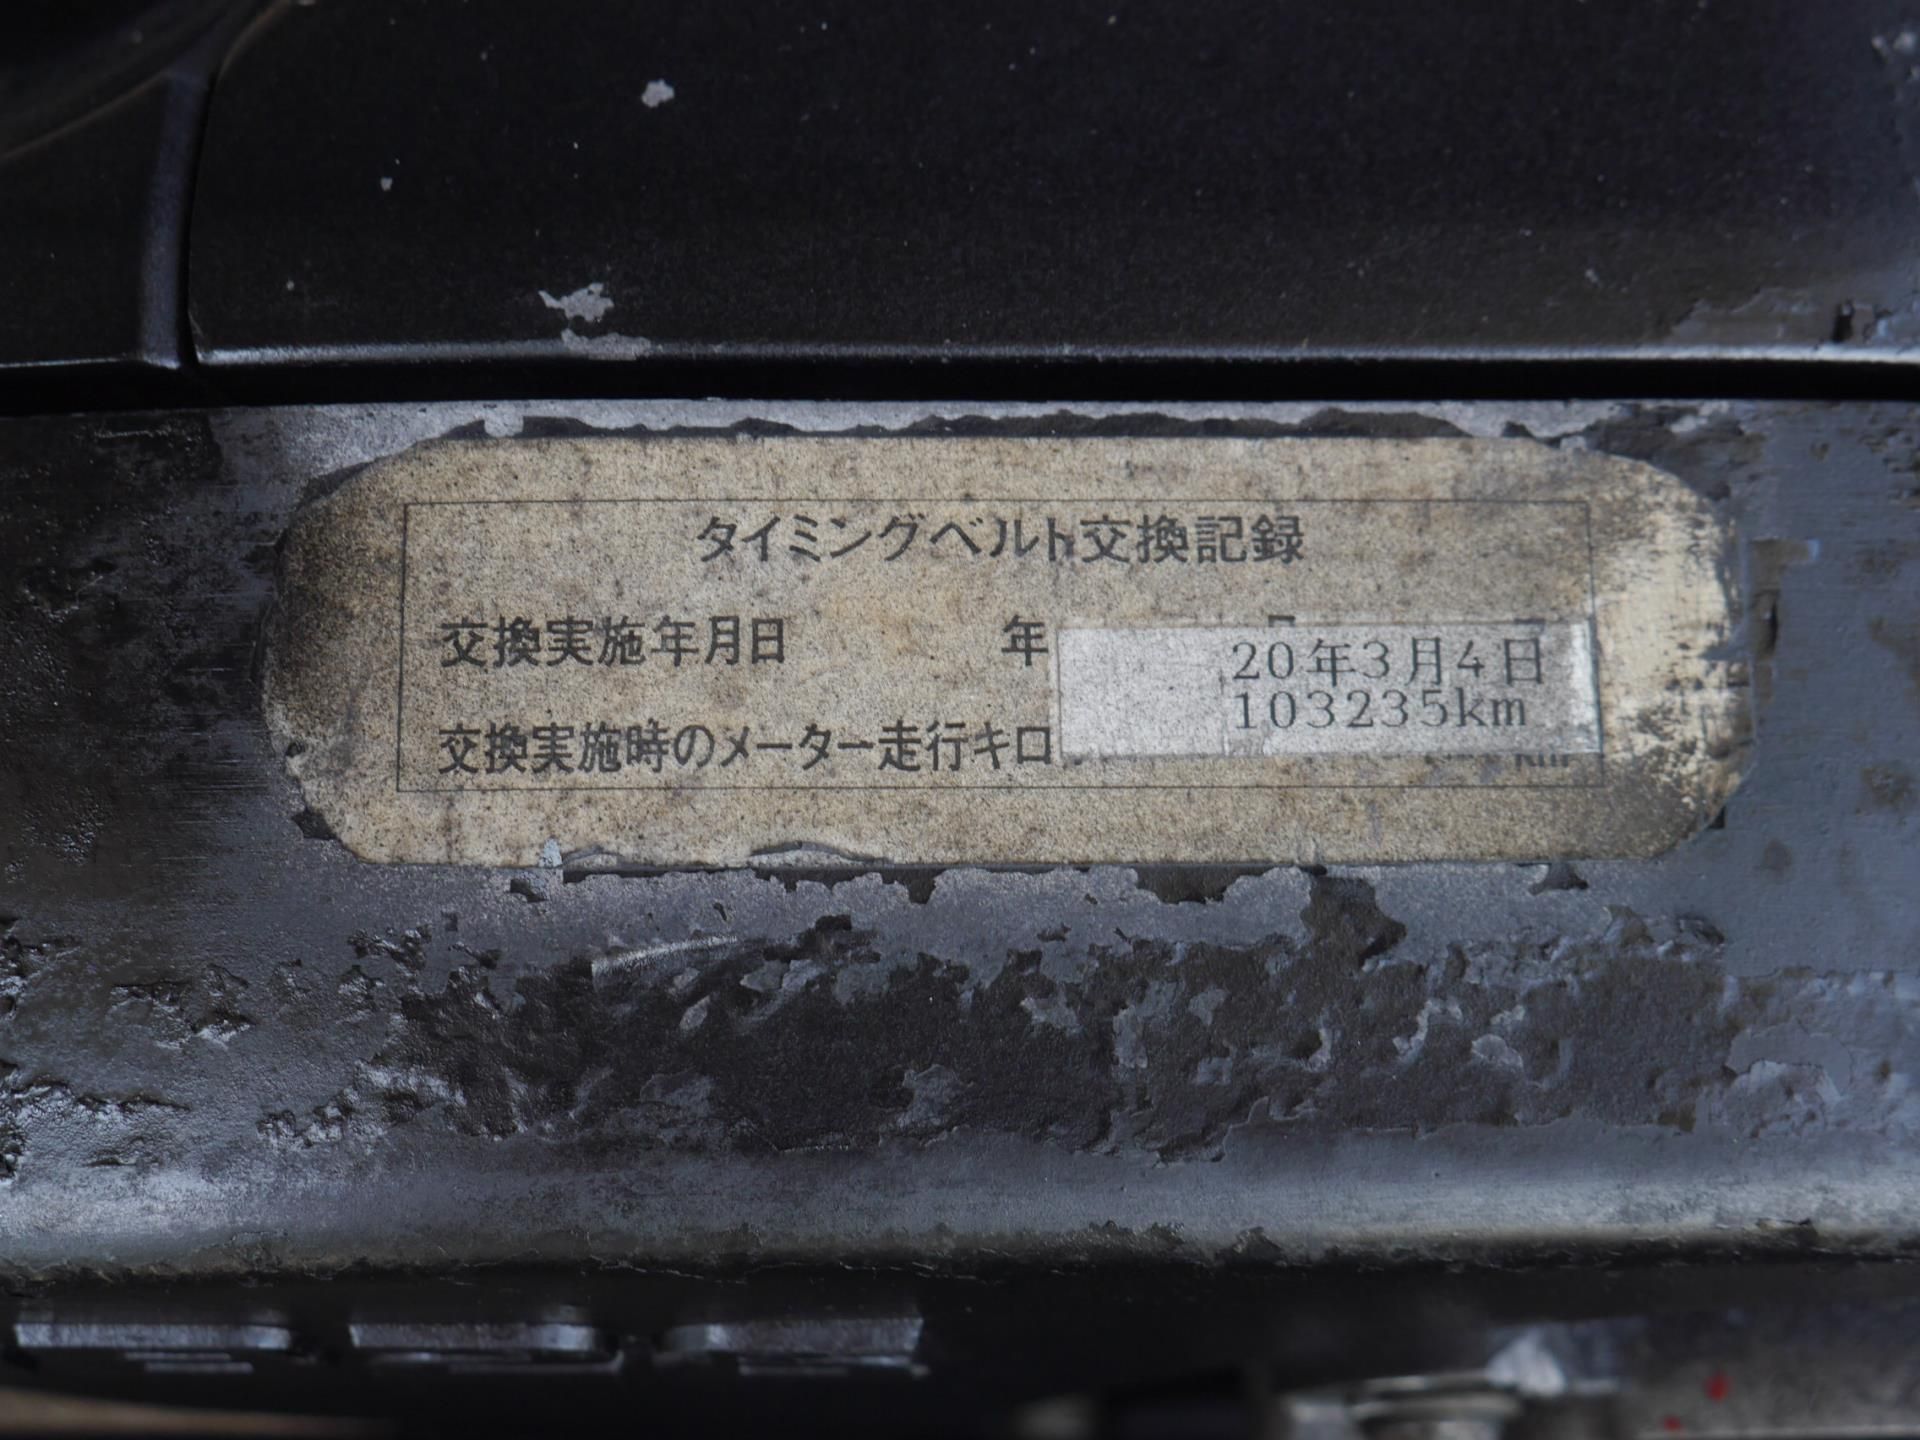 タイミングベルト交換記録
交換実施年月日 年 20年3月4日
103235km
交換実施時のメーター走行キロ km